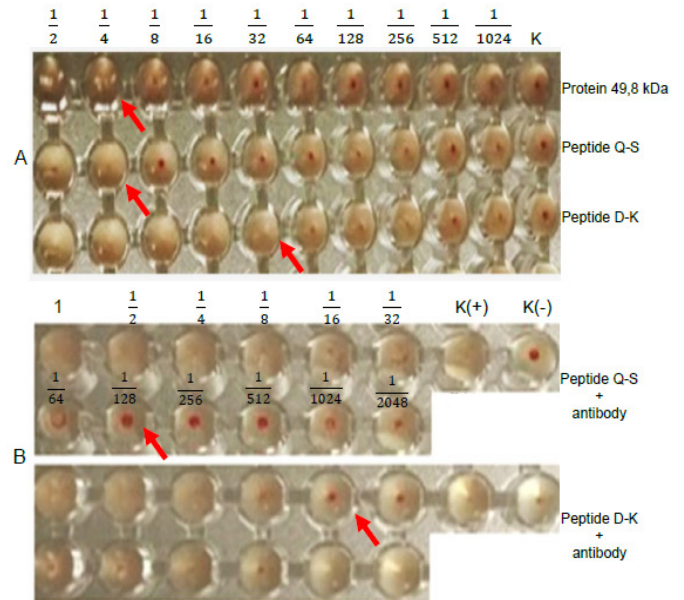 1/2 1/4 1/8 1/16 1/32 1/64 1/128 1/256 1/512 1/1024 K
Protein 49,8 kDa
A
Peptide Q-S
Peptide D-K
1 1/2 1/4 1/8 1/16 1/32 K(+) K(-)
1/64 1/128 1/256 1/512 1/1024 1/2048
Peptide Q-S
+
antibody
B
Peptide D-K
+
antibody